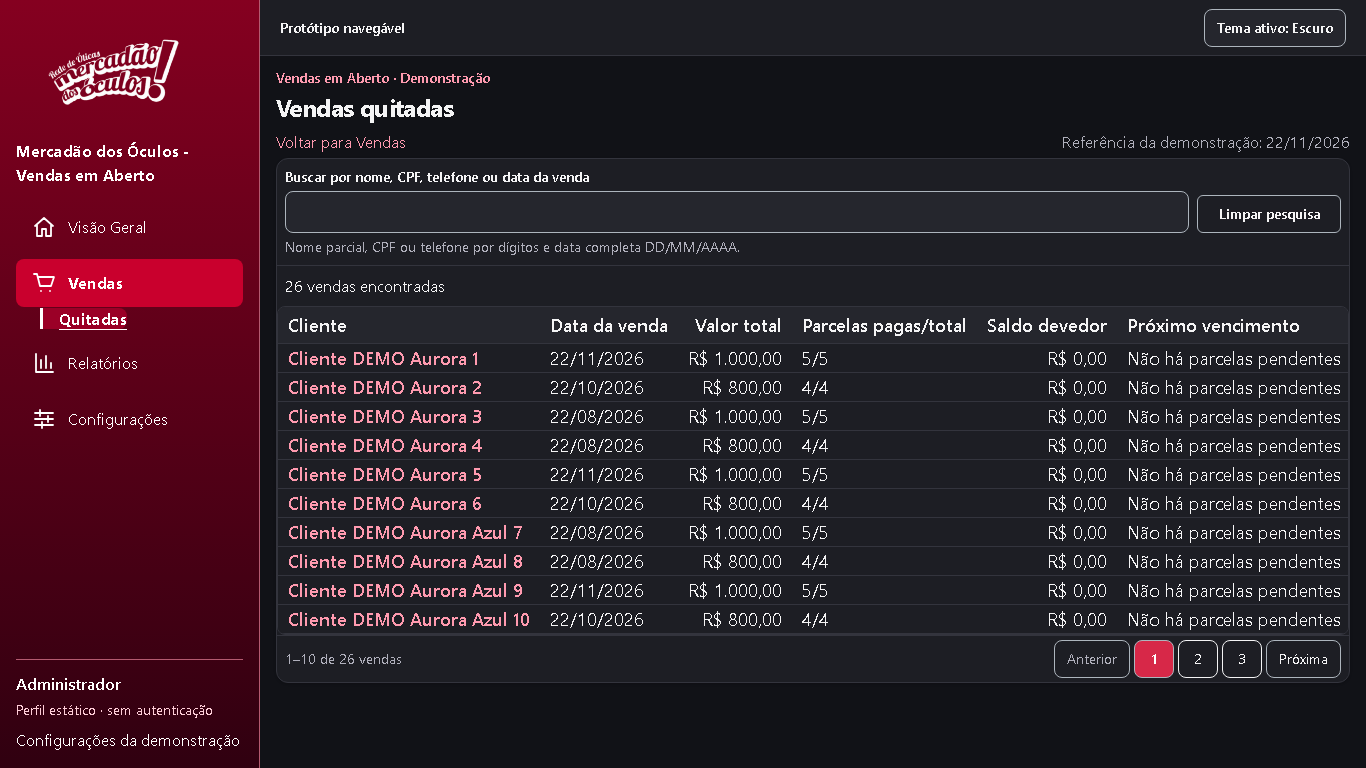 Rede de Óticas
mercadão
dos óculos!
Mercadão dos Óculos -
Vendas em Aberto
Visão Geral
Vendas
Quitadas
Relatórios
Configurações
Administrador
Perfil estático · sem autenticação
Configurações da demonstração
Protótipo navegável
Tema ativo: Escuro
Vendas em Aberto · Demonstração
Vendas quitadas
Voltar para Vendas
Referência da demonstração: 22/11/2026
Buscar por nome, CPF, telefone ou data da venda
Limpar pesquisa
Nome parcial, CPF ou telefone por dígitos e data completa DD/MM/AAAA.
26 vendas encontradas
Cliente Data da venda Valor total Parcelas pagas/total Saldo devedor Próximo vencimento
Cliente DEMO Aurora 1 22/11/2026 R$ 1.000,00 5/5 R$ 0,00 Não há parcelas pendentes
Cliente DEMO Aurora 2 22/10/2026 R$ 800,00 4/4 R$ 0,00 Não há parcelas pendentes
Cliente DEMO Aurora 3 22/08/2026 R$ 1.000,00 5/5 R$ 0,00 Não há parcelas pendentes
Cliente DEMO Aurora 4 22/08/2026 R$ 800,00 4/4 R$ 0,00 Não há parcelas pendentes
Cliente DEMO Aurora 5 22/11/2026 R$ 1.000,00 5/5 R$ 0,00 Não há parcelas pendentes
Cliente DEMO Aurora 6 22/10/2026 R$ 800,00 4/4 R$ 0,00 Não há parcelas pendentes
Cliente DEMO Aurora Azul 7 22/08/2026 R$ 1.000,00 5/5 R$ 0,00 Não há parcelas pendentes
Cliente DEMO Aurora Azul 8 22/08/2026 R$ 800,00 4/4 R$ 0,00 Não há parcelas pendentes
Cliente DEMO Aurora Azul 9 22/11/2026 R$ 1.000,00 5/5 R$ 0,00 Não há parcelas pendentes
Cliente DEMO Aurora Azul 10 22/10/2026 R$ 800,00 4/4 R$ 0,00 Não há parcelas pendentes
1–10 de 26 vendas
Anterior 1 2 3 Próxima